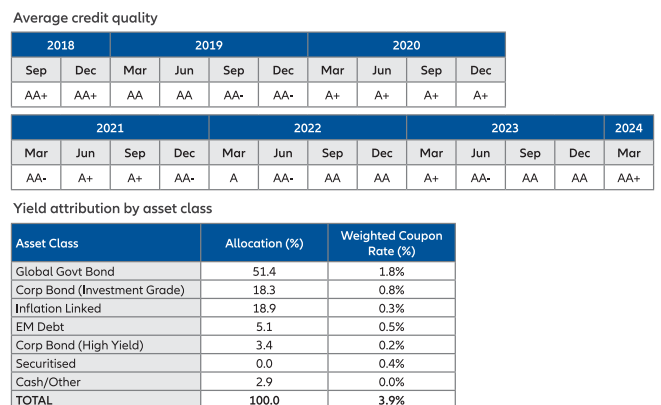 Average credit quality
2018 2019 2020
Sep Dec Mar Jun Sep Dec Mar Jun Sep Dec
AA+ AA+ AA AA AA- AA- A+ A+ A+ A+
2021 2022 2023 2024
Mar Jun Sep Dec Mar Jun Sep Dec Mar Jun Sep Dec Mar
AA- A+ A+ AA- A AA- AA AA A+ AA- AA AA AA+
Yield attribution by asset class
Asset Class Allocation (%) Weighted Coupon Rate (%)
Global Govt Bond 51.4 1.8%
Corp Bond (Investment Grade) 18.3 0.8%
Inflation Linked 18.9 0.3%
EM Debt 5.1 0.5%
Corp Bond (High Yield) 3.4 0.2%
Securitised 0.0 0.4%
Cash/Other 2.9 0.0%
TOTAL 100.0 3.9%